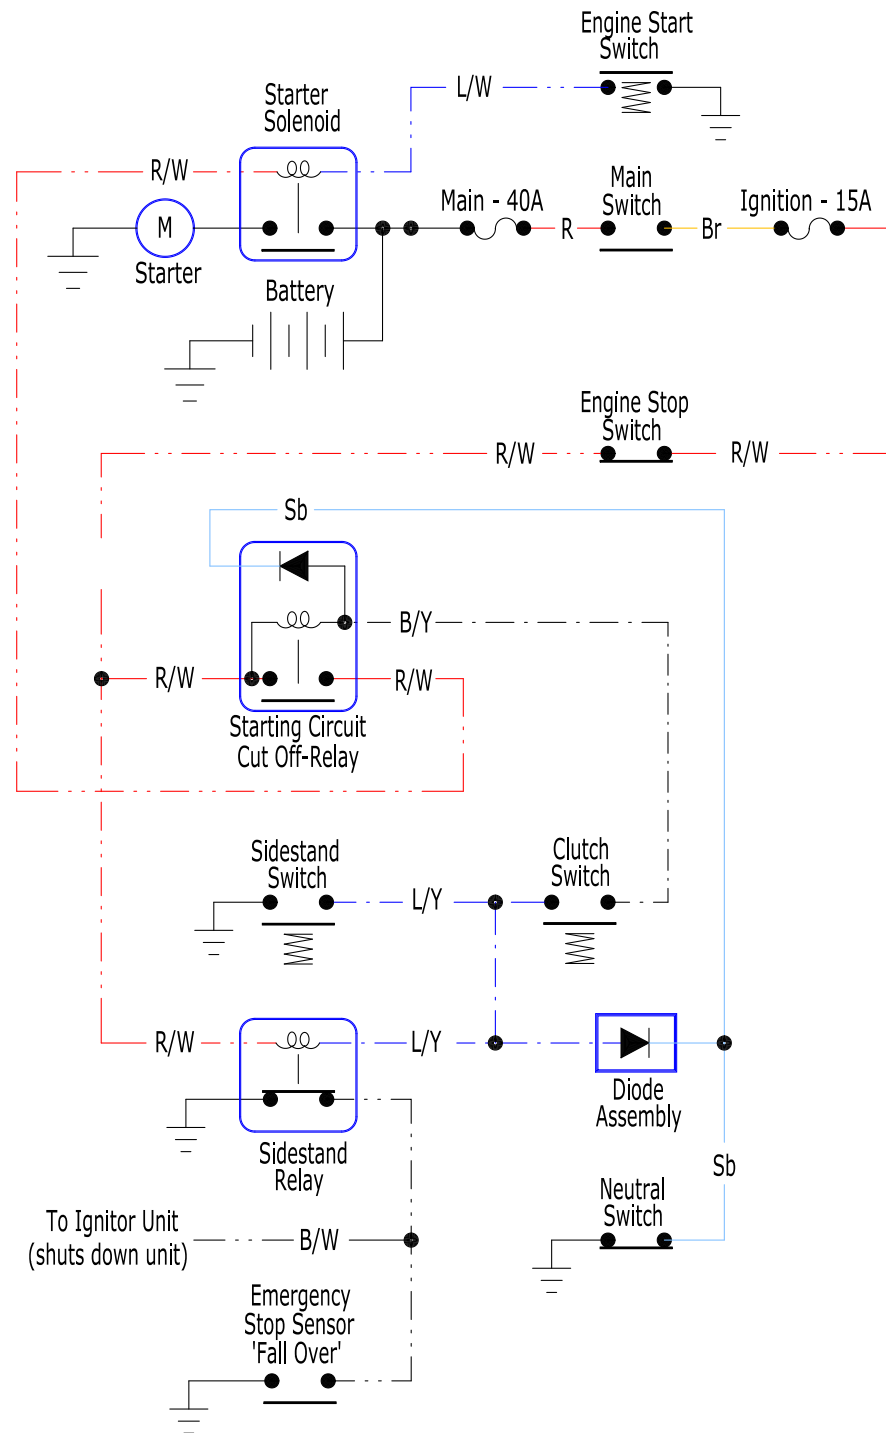 Engine Start
Switch
L/W
Starter
Solenoid
R/W
Main - 40A
Main
Switch
Ignition - 15A
M
R
Br
Starter
Battery
Engine Stop
Switch
R/W
R/W
Sb
B/Y
R/W
R/W
Starting Circuit
Cut Off-Relay
Sidestand
Switch
Clutch
Switch
L/Y
R/W
L/Y
Diode
Assembly
Sidestand
Relay
Sb
Neutral
Switch
To Ignitor Unit
(shuts down unit)
B/W
Emergency
Stop Sensor
'Fall Over'